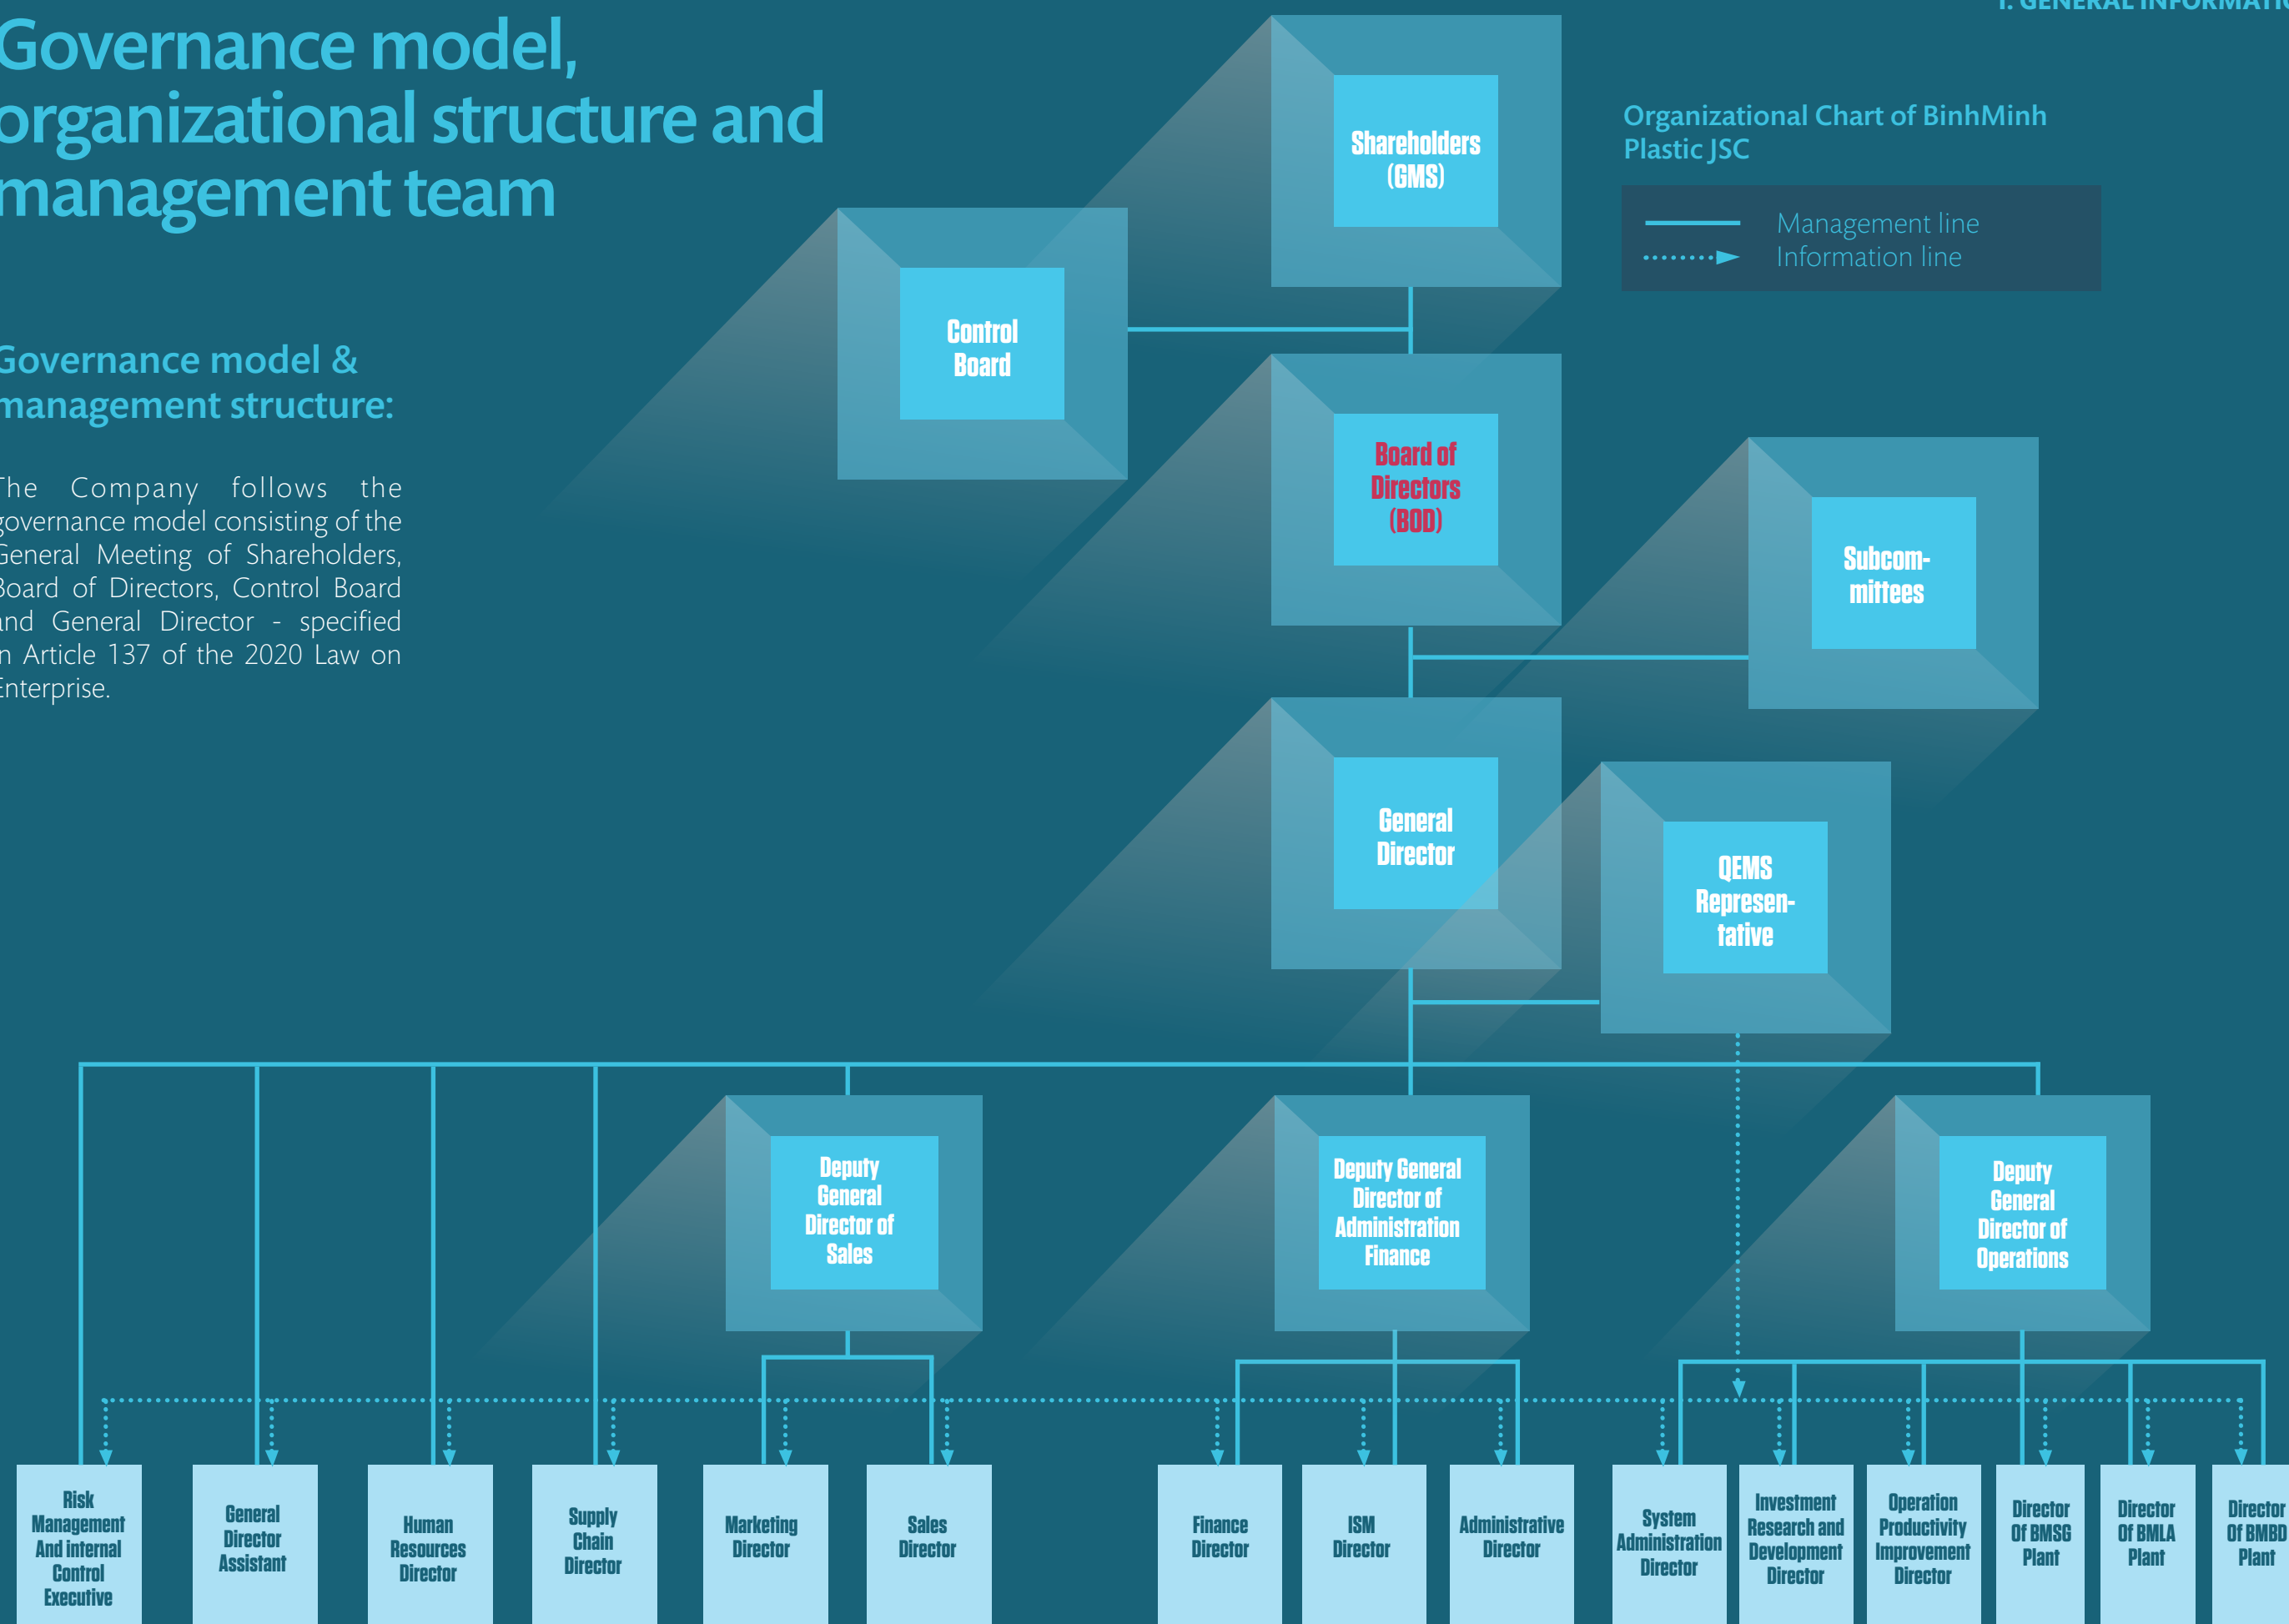 1. GENERAL INFORMATIO
Governance model,
organizational structure and
management team
Organizational Chart of BinhMinh
Plastic JSC
Management line
Information line
Governance model &
management structure:
The Company follows the
governance model consisting of the
General Meeting of Shareholders,
Board of Directors, Control Board
and General Director - specified
in Article 137 of the 2020 Law on
Enterprise.
Shareholders
(GMS)
Control
Board
Board of
Directors
(BOD)
Subcom-
mittees
General
Director
QEMS
Represen-
tative
Deputy
General
Director of
Sales
Deputy General
Director of
Administration
Finance
Deputy
General
Director of
Operations
Risk
Management
And internal
Control
Executive
General
Director
Assistant
Human
Resources
Director
Supply
Chain
Director
Marketing
Director
Sales
Director
Finance
Director
ISM
Director
Administrative
Director
System
Administration
Director
Investment
Research and
Development
Director
Operation
Productivity
Improvement
Director
Director
Of BMSG
Plant
Director
Of BMLA
Plant
Director
Of BMBD
Plant